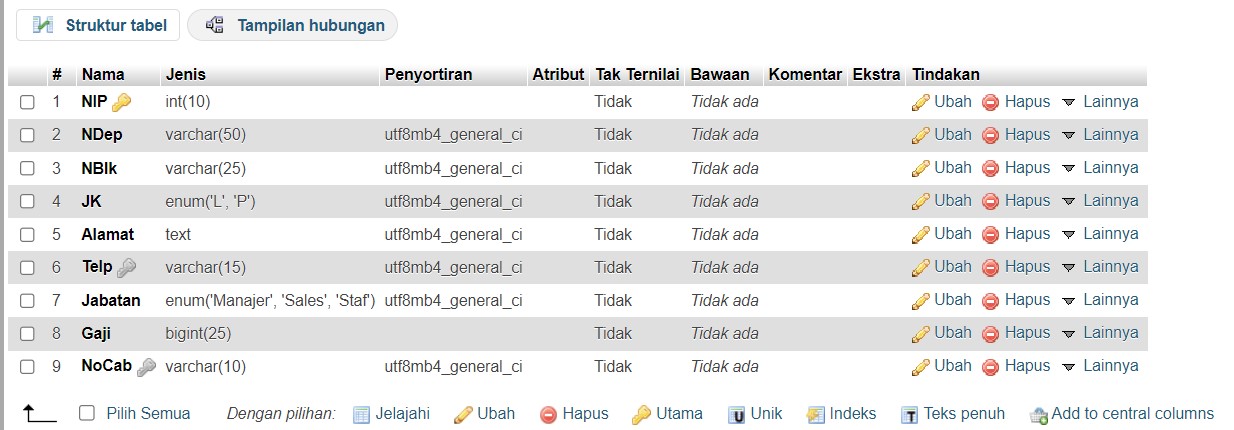 Struktur tabel Tampilan hubungan
# Nama Jenis Penyortiran Atribut Tak Ternilai Bawaan Komentar Ekstra Tindakan
1 NIP int(10) Tidak Tidak ada Ubah Hapus Lainnya
2 NDep varchar(50) utf8mb4_general_ci Tidak Tidak ada Ubah Hapus Lainnya
3 NBlk varchar(25) utf8mb4_general_ci Tidak Tidak ada Ubah Hapus Lainnya
4 JK enum('L', 'P') utf8mb4_general_ci Tidak Tidak ada Ubah Hapus Lainnya
5 Alamat text utf8mb4_general_ci Tidak Tidak ada Ubah Hapus Lainnya
6 Telp varchar(15) utf8mb4_general_ci Tidak Tidak ada Ubah Hapus Lainnya
7 Jabatan enum('Manajer', 'Sales', 'Staf') utf8mb4_general_ci Tidak Tidak ada Ubah Hapus Lainnya
8 Gaji bigint(25) Tidak Tidak ada Ubah Hapus Lainnya
9 NoCab varchar(10) utf8mb4_general_ci Tidak Tidak ada Ubah Hapus Lainnya
Pilih Semua Dengan pilihan: Jelajahi Ubah Hapus Utama U Unik Indeks T Teks penuh Add to central columns